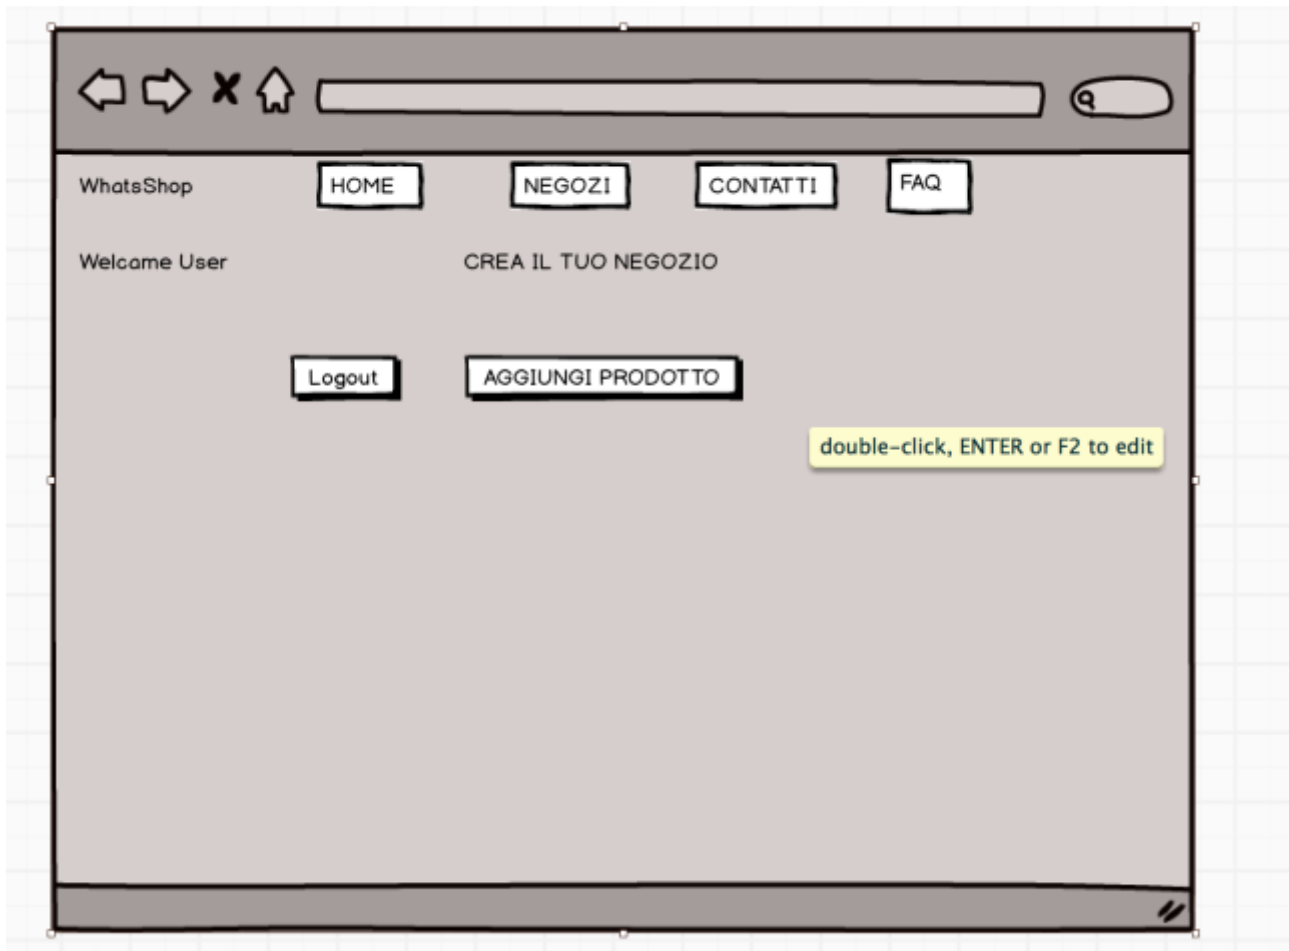 WhatsShop HOME NEGOZI CONTATTI FAQ
Welcame User CREA IL TUO NEGOZIO
Logout AGGIUNGI PRODOTTO
double-click, ENTER or F2 to edit